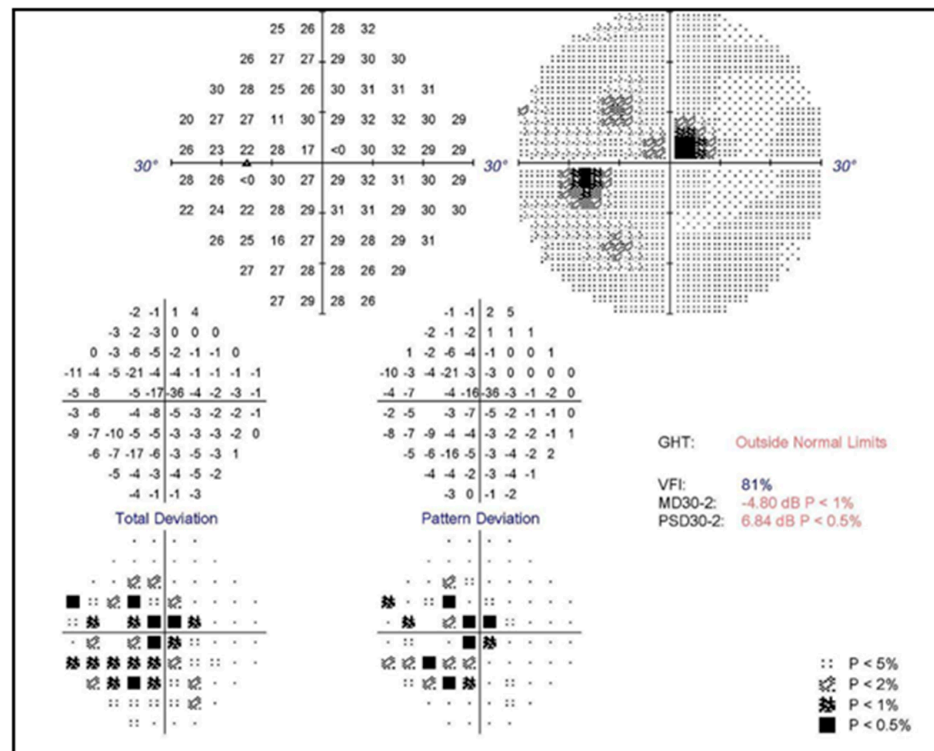 25 26 28 32
26 27 27 29 30 30
30 28 25 26 30 31 31 31
20 27 27 11 30 29 32 32 30 29
26 23 22 28 17 <0 30 32 29 29
30° 30° 30°
28 26 <0 30 27 29 32 31 30 29
22 24 22 28 29 31 31 29 30 30
26 25 16 27 29 28 29 31
27 27 28 28 26 29
27 29 28 26
-2 -1 1 4
-3 -2 -3 0 0 0
0 -3 -6 -5 -2 -1 -1 0
-11 -4 -5 -21 -4 -4 -1 -1 -1 -1
-5 -8 -5 -17 -36 -4 -2 -3 -1
-3 -6 -4 -8 -5 -3 -2 -2 -1
-9 -7 -10 -5 -5 -3 -3 -3 -2 0
-6 -7 -17 -6 -3 -5 -3 1
-5 -4 -3 -4 -5 -2
-4 -1 -1 -3
Total Deviation
-1 -1 2 5
-2 -1 -2 1 1 1
1 -2 -6 -4 -1 0 0 1
-10 -3 -4 -21 -3 -3 0 0 0 0
-4 -7 -4 -16 -36 -3 -1 -2 0
-2 -5 -3 -7 -5 -2 -1 -1 0
-8 -7 -9 -4 -4 -3 -2 -2 -1 1
-5 -6 -16 -5 -3 -4 -2 2
-4 -4 -2 -3 -4 -1
-3 0 -1 -2
Pattern Deviation
GHT: Outside Normal Limits
VFI: 81%
MD30-2: -4.80 dB P < 1%
PSD30-2: 6.84 dB P < 0.5%
P < 5%
P < 2%
P < 1%
P < 0.5%